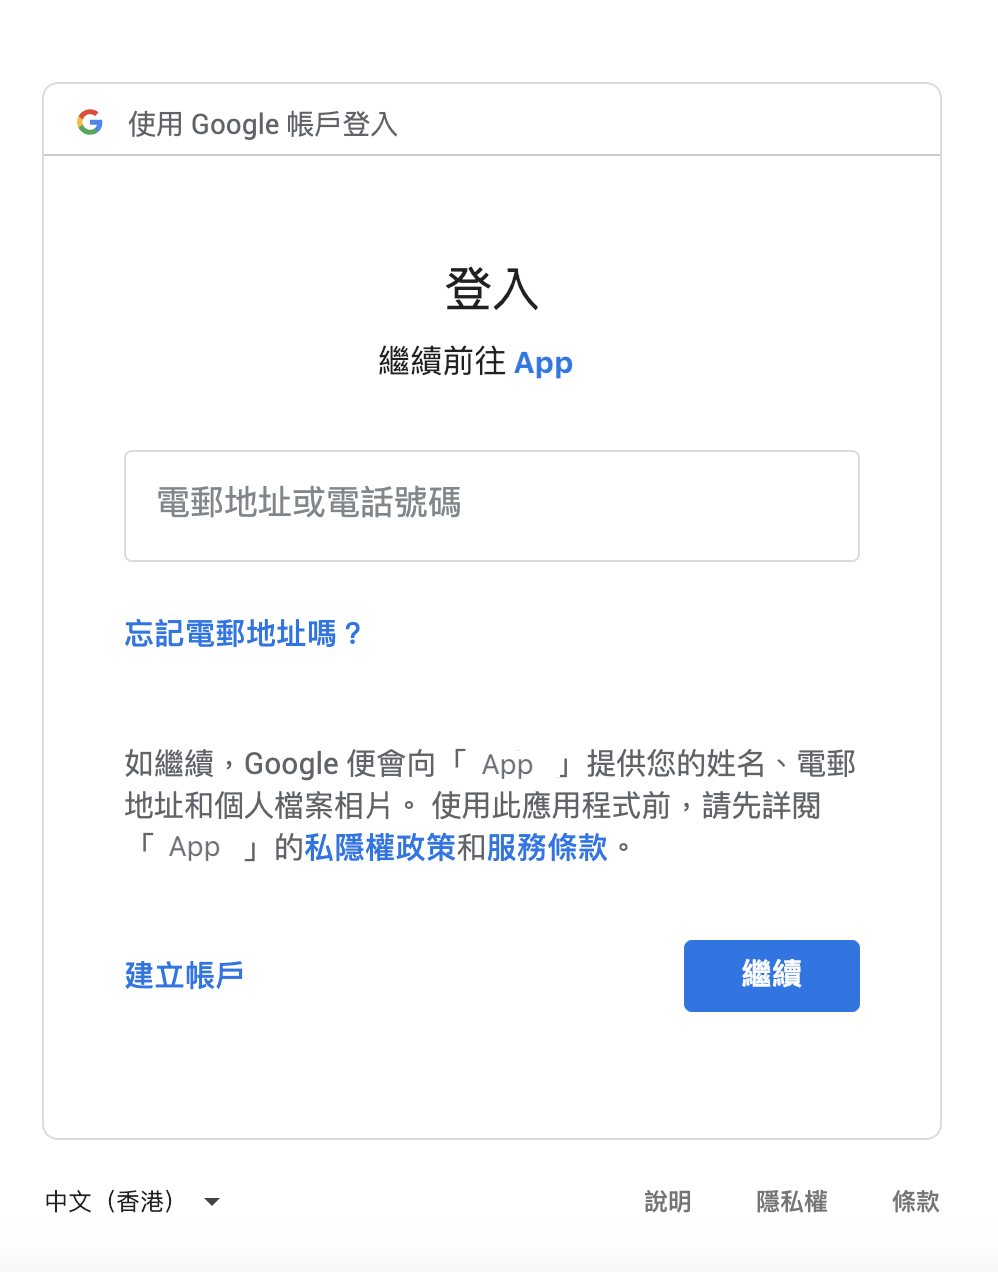 使用 Google 帳戶登入
登入
繼續前往 App
電郵地址或電話號碼
忘記電郵地址嗎？
如繼續，Google 便會向「 App 」提供您的姓名、電郵
地址和個人檔案相片。 使用此應用程式前，請先詳閱
「 App 」的私隱權政策和服務條款。
建立帳戶
繼續
中文（香港）
說明
隱私權
條款